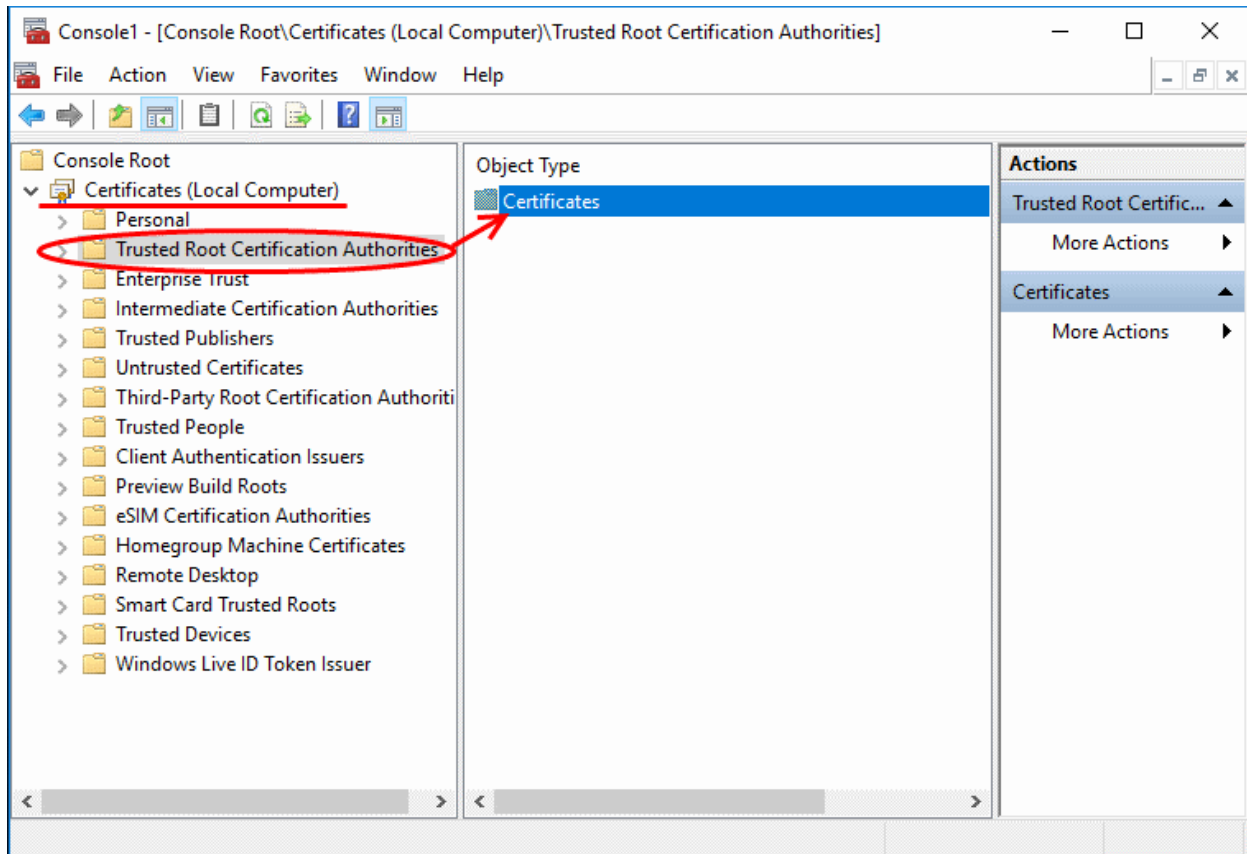 Console1 - [Console Root\Certificates (Local Computer)\Trusted Root Certification Authorities]
File Action View Favorites Window Help
Console Root
Certificates (Local Computer)
Personal
Trusted Root Certification Authorities
Enterprise Trust
Intermediate Certification Authorities
Trusted Publishers
Untrusted Certificates
Third-Party Root Certification Authoriti
Trusted People
Client Authentication Issuers
Preview Build Roots
eSIM Certification Authorities
Homegroup Machine Certificates
Remote Desktop
Smart Card Trusted Roots
Trusted Devices
Windows Live ID Token Issuer
Object Type
Certificates
Actions
Trusted Root Certific...
More Actions
Certificates
More Actions